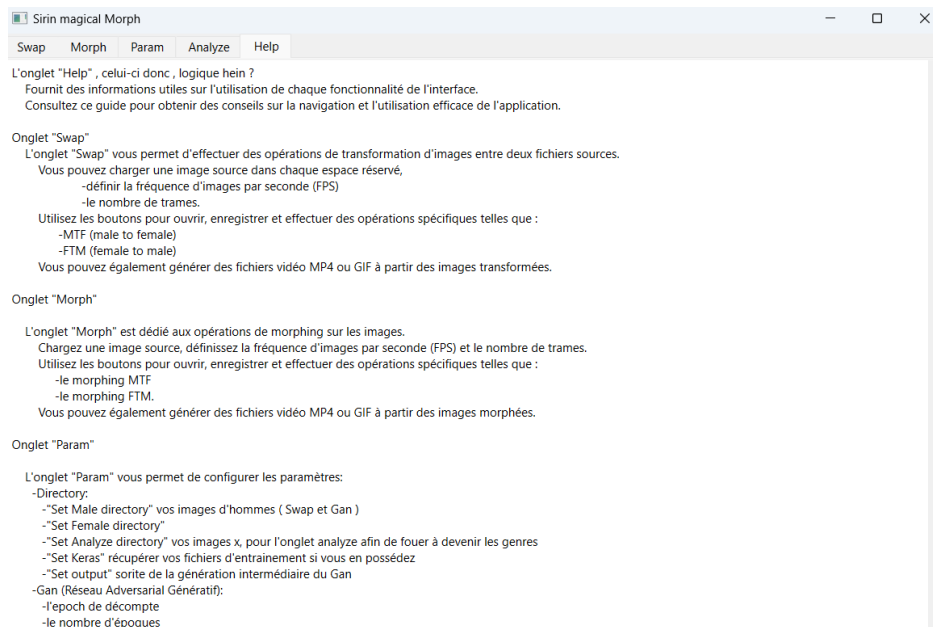 Sirin magical Morph
Swap Morph Param Analyze Help
L'onglet "Help" , celui-ci donc , logique hein ?
Fournit des informations utiles sur l'utilisation de chaque fonctionnalité de l'interface.
Consultez ce guide pour obtenir des conseils sur la navigation et l'utilisation efficace de l'application.
Onglet "Swap"
L'onglet "Swap" vous permet d'effectuer des opérations de transformation d'images entre deux fichiers sources.
Vous pouvez charger une image source dans chaque espace réservé,
-définir la fréquence d'images par seconde (FPS)
-le nombre de trames.
Utilisez les boutons pour ouvrir, enregistrer et effectuer des opérations spécifiques telles que :
-MTF (male to female)
-FTM (female to male)
Vous pouvez également générer des fichiers vidéo MP4 ou GIF à partir des images transformées.
Onglet "Morph"
L'onglet "Morph" est dédié aux opérations de morphing sur les images.
Chargez une image source, définissez la fréquence d'images par seconde (FPS) et le nombre de trames.
Utilisez les boutons pour ouvrir, enregistrer et effectuer des opérations spécifiques telles que :
-le morphing MTF
-le morphing FTM.
Vous pouvez également générer des fichiers vidéo MP4 ou GIF à partir des images morphées.
Onglet "Param"
L'onglet "Param" vous permet de configurer les paramètres:
-Directory:
-"Set Male directory" vos images d'hommes ( Swap et Gan )
-"Set Female directory"
-"Set Analyze directory" vos images x, pour l'onglet analyze afin de fouer à devenir les genres
-"Set Keras" récupérer vos fichiers d'entrainement si vous en possédez
-"Set output" sorite de la génération intermédiaire du Gan
-Gan (Réseau Adversarial Génératif):
-l'epoch de décompte
-le nombre d'époques